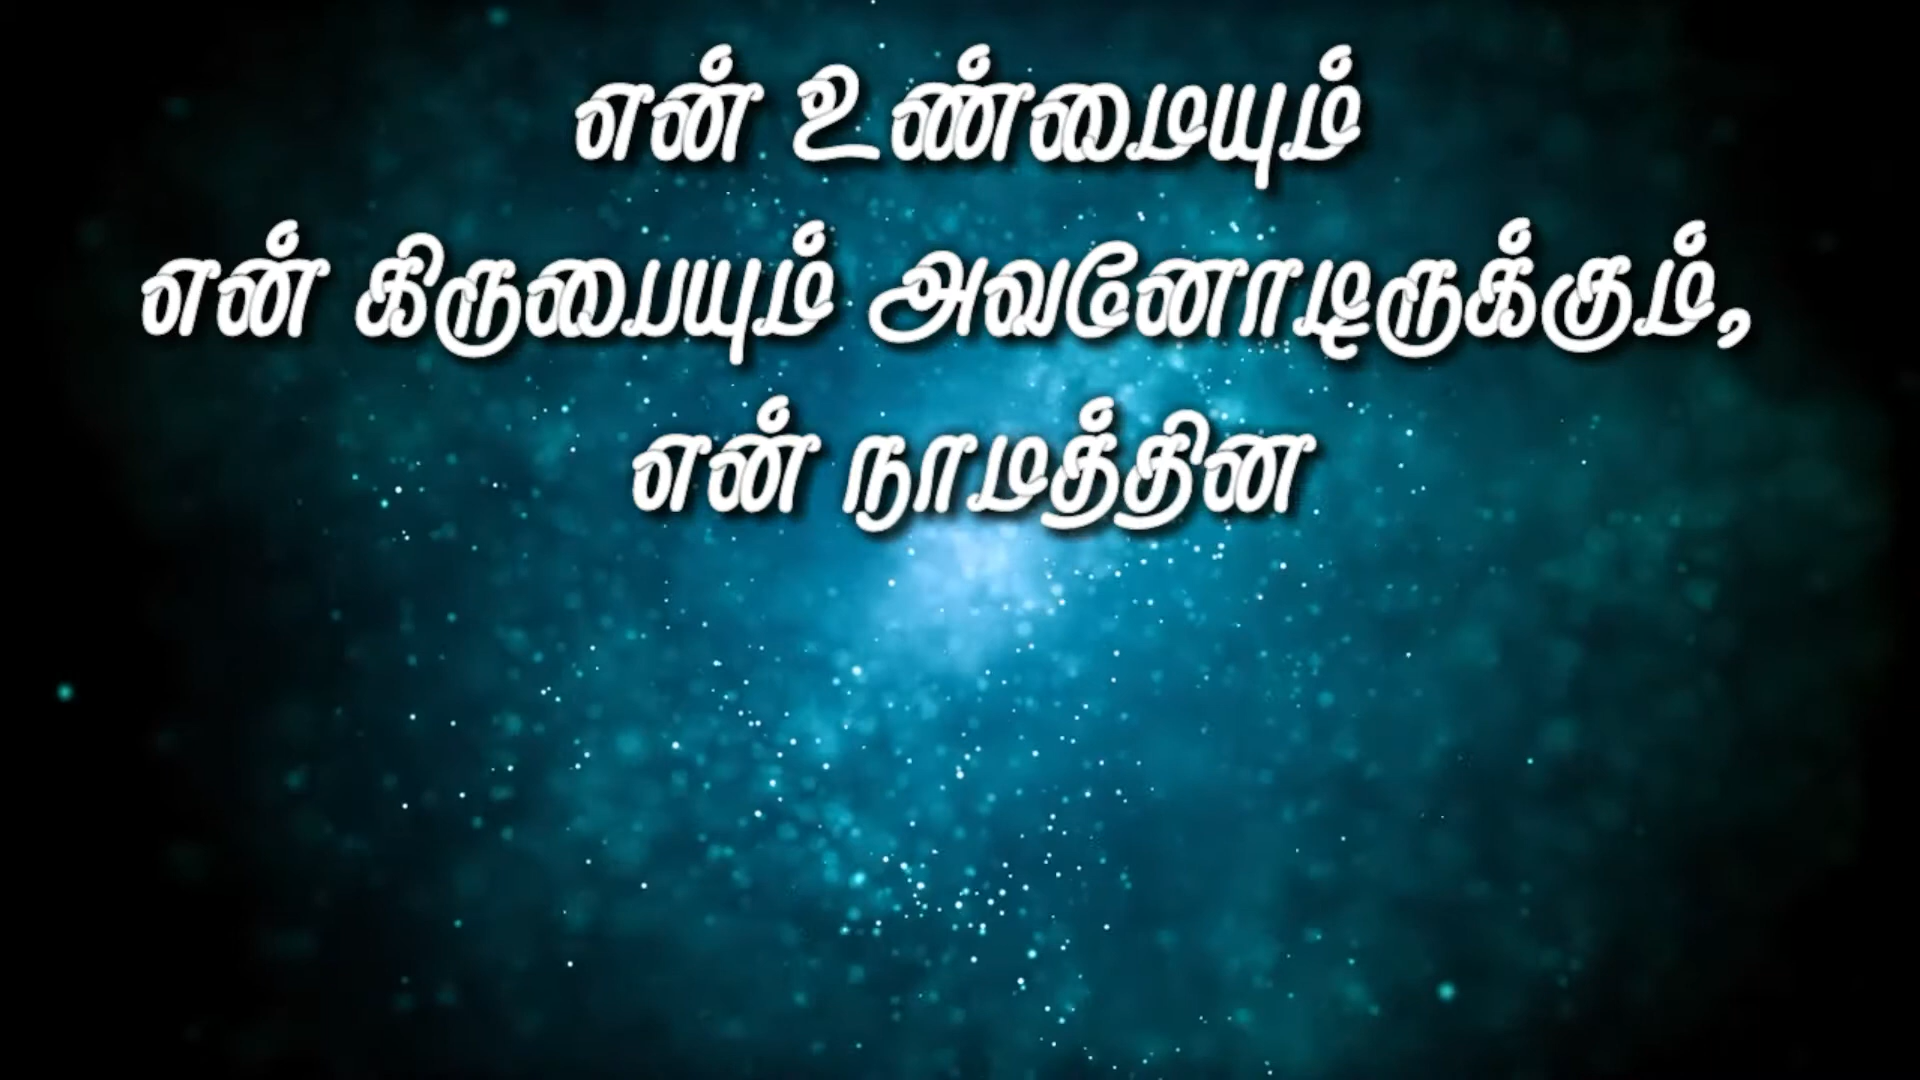 என் உண்மையும்
என் கிருபையும் அவனோடிருக்கும்,
என் நாமத்தின